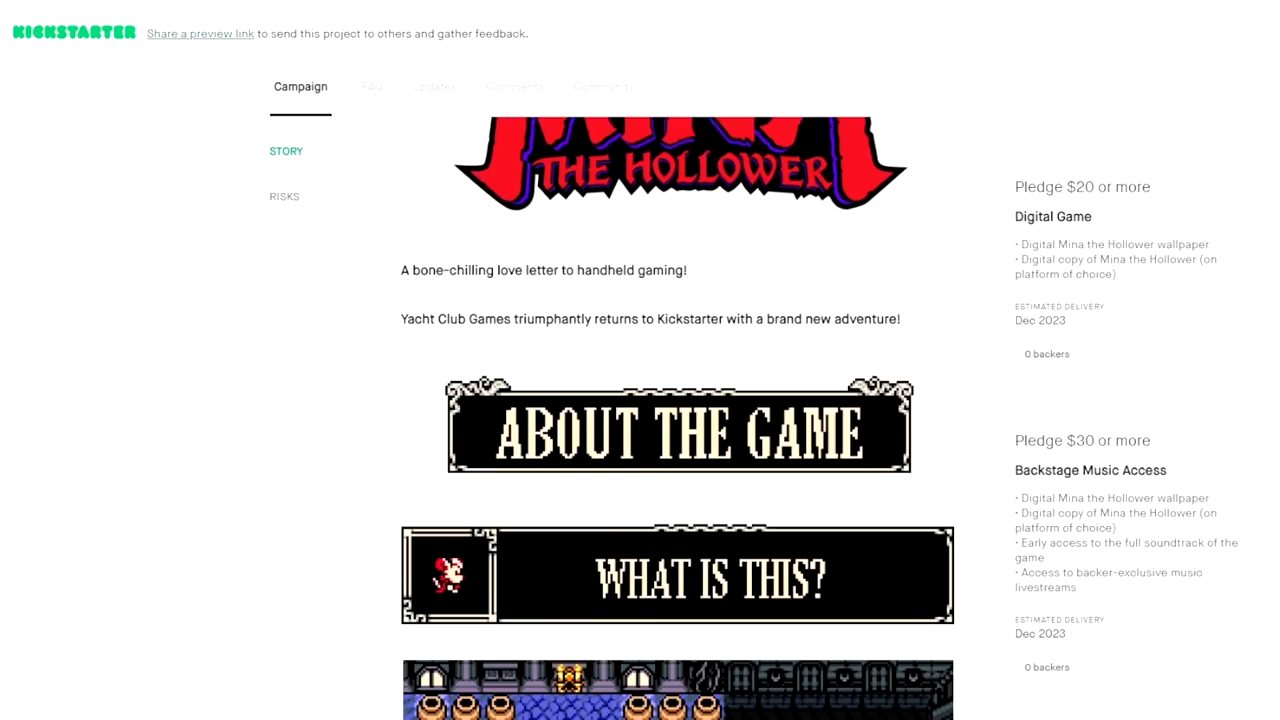 KICKSTARTER
Share a preview link to send this project to others and gather feedback.
Campaign FAQ Updates Comments Community
STORY
RISKS
MINA
THE HOLLOWER
A bone-chilling love letter to handheld gaming!
Yacht Club Games triumphantly returns to Kickstarter with a brand new adventure!
ABOUT THE GAME
WHAT IS THIS?
Pledge $20 or more
Digital Game
• Digital Mina the Hollower wallpaper
• Digital copy of Mina the Hollower (on
platform of choice)
ESTIMATED DELIVERY
Dec 2023
0 backers
Pledge $30 or more
Backstage Music Access
• Digital Mina the Hollower wallpaper
• Digital copy of Mina the Hollower (on
platform of choice)
• Early access to the full soundtrack of the
game
• Access to backer-exclusive music
livestreams
ESTIMATED DELIVERY
Dec 2023
0 backers